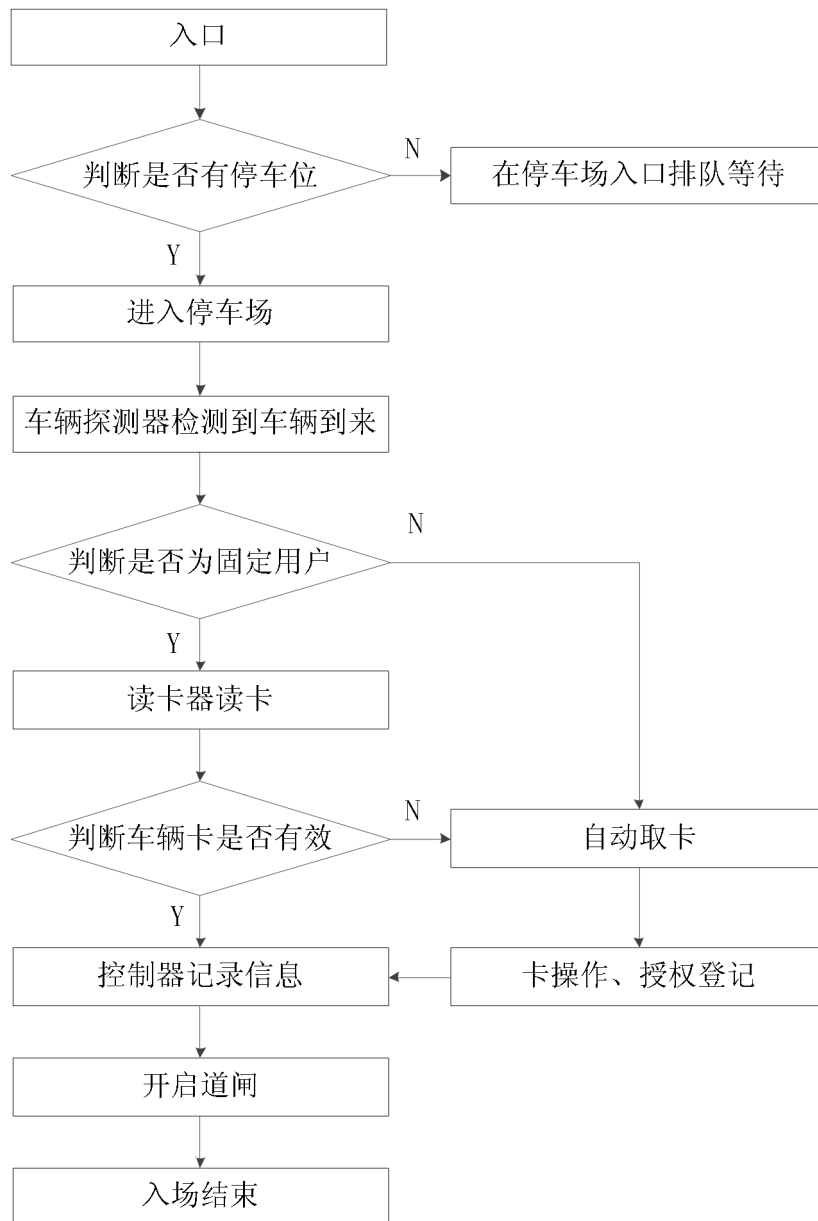 入口
判断是否有停车位
N
在停车场入口排队等待
Y
进入停车场
车辆探测器检测到车辆到来
N
判断是否为固定用户
Y
读卡器读卡
N
判断车辆卡是否有效
自动取卡
Y
控制器记录信息
卡操作、授权登记
开启道闸
入场结束